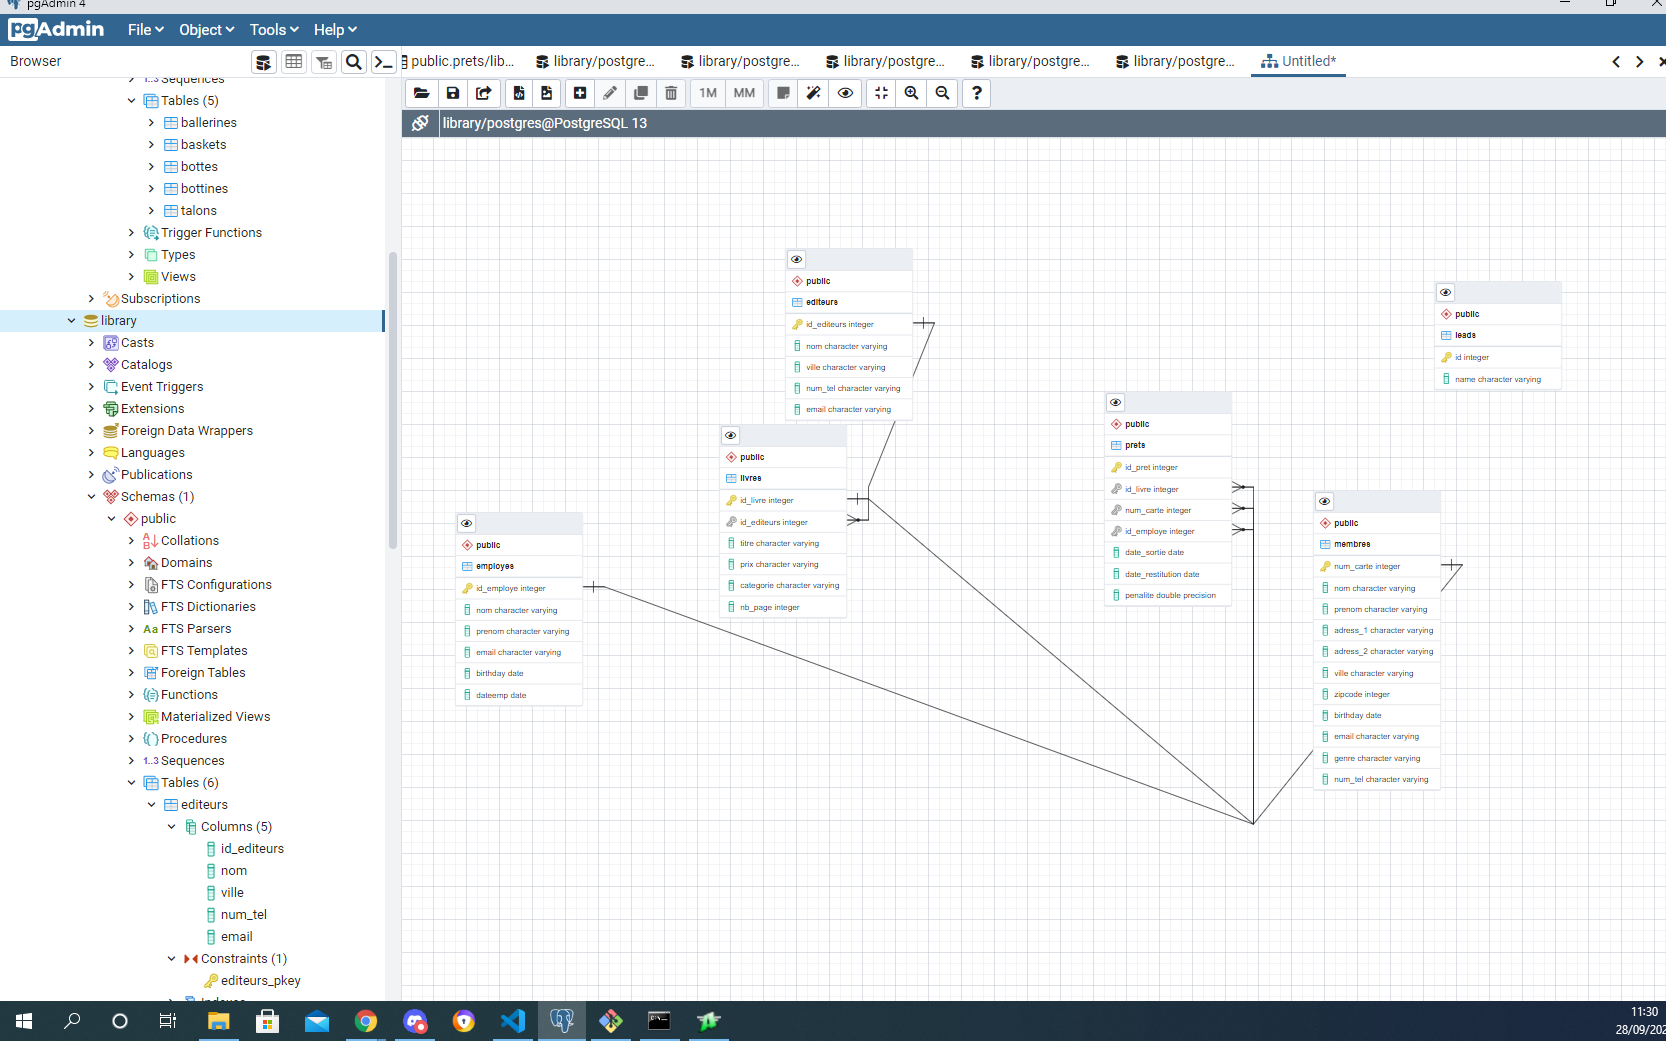 pgAdmin 4
pgAdmin File Object Tools Help
Browser
public.prets/lib... library/postgre... library/postgre... library/postgre... library/postgre... library/postgre... Untitled*
1M MM ?
library/postgres@PostgreSQL 13
1..3 Sequences
Tables (5)
ballerines
baskets
bottes
bottines
talons
Trigger Functions
Types
Views
Subscriptions
library
Casts
Catalogs
Event Triggers
Extensions
Foreign Data Wrappers
Languages
Publications
Schemas (1)
public
Collations
Domains
FTS Configurations
FTS Dictionaries
Aa FTS Parsers
FTS Templates
Foreign Tables
Functions
Materialized Views
Procedures
1..3 Sequences
Tables (6)
editeurs
Columns (5)
id_editeurs
nom
ville
num_tel
email
Constraints (1)
editeurs_pkey
Indexes
public
editeurs
id_editeurs integer
nom character varying
ville character varying
num_tel character varying
email character varying
public
leads
id integer
name character varying
public
livres
id_livre integer
id_editeurs integer
titre character varying
prix character varying
categorie character varying
nb_page integer
public
prets
id_pret integer
id_livre integer
num_carte integer
id_employe integer
date_sortie date
date_restitution date
penalite double precision
public
employes
id_employe integer
nom character varying
prenom character varying
email character varying
birthday date
dateemp date
public
membres
num_carte integer
nom character varying
prenom character varying
adress_1 character varying
adress_2 character varying
ville character varying
zipcode integer
birthday date
email character varying
genre character varying
num_tel character varying
11:30
28/09/202